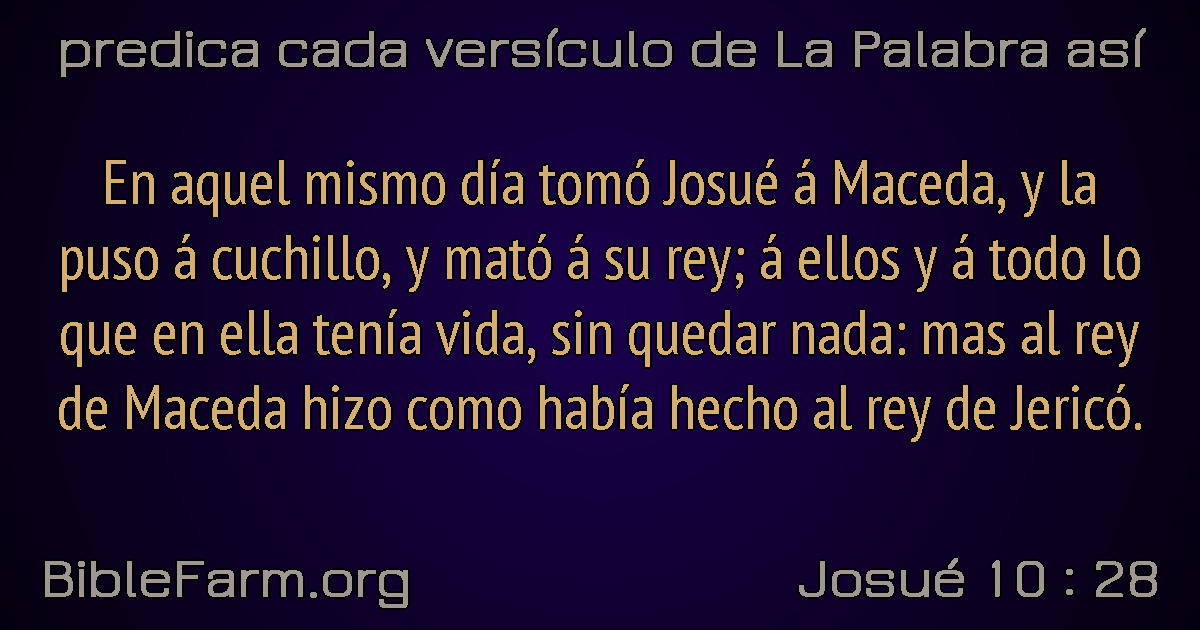 predica cada versículo de La Palabra así
En aquel mismo día tomó Josué á Maceda, y la
puso á cuchillo, y mató á su rey; á ellos y á todo lo
que en ella tenía vida, sin quedar nada: mas al rey
de Maceda hizo como había hecho al rey de Jericó.
BibleFarm.org
Josué 10 : 28